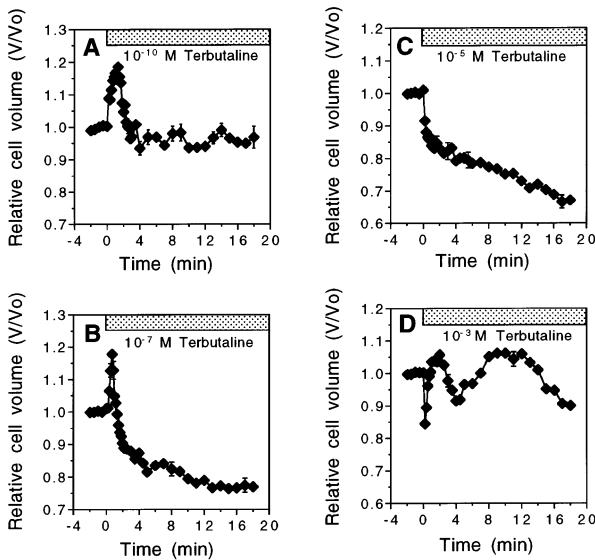 A
10-10 M Terbutaline
Relative cell volume (V/Vo)
1.3
1.2
1.1
1.0
0.9
0.8
0.7
-4 0 4 8 12 16 20
Time (min)
C
10-5 M Terbutaline
Relative cell volume (V/Vo)
1.2
1.1
1.0
0.9
0.8
0.7
0.6
-4 0 4 8 12 16 20
Time (min)
B
10-7 M Terbutaline
Relative cell volume (V/Vo)
1.3
1.2
1.1
1.0
0.9
0.8
0.7
-4 0 4 8 12 16 20
Time (min)
D
10-3 M Terbutaline
Relative cell volume (V/Vo)
1.2
1.1
1.0
0.9
0.8
0.7
0.6
-4 0 4 8 12 16 20
Time (min)